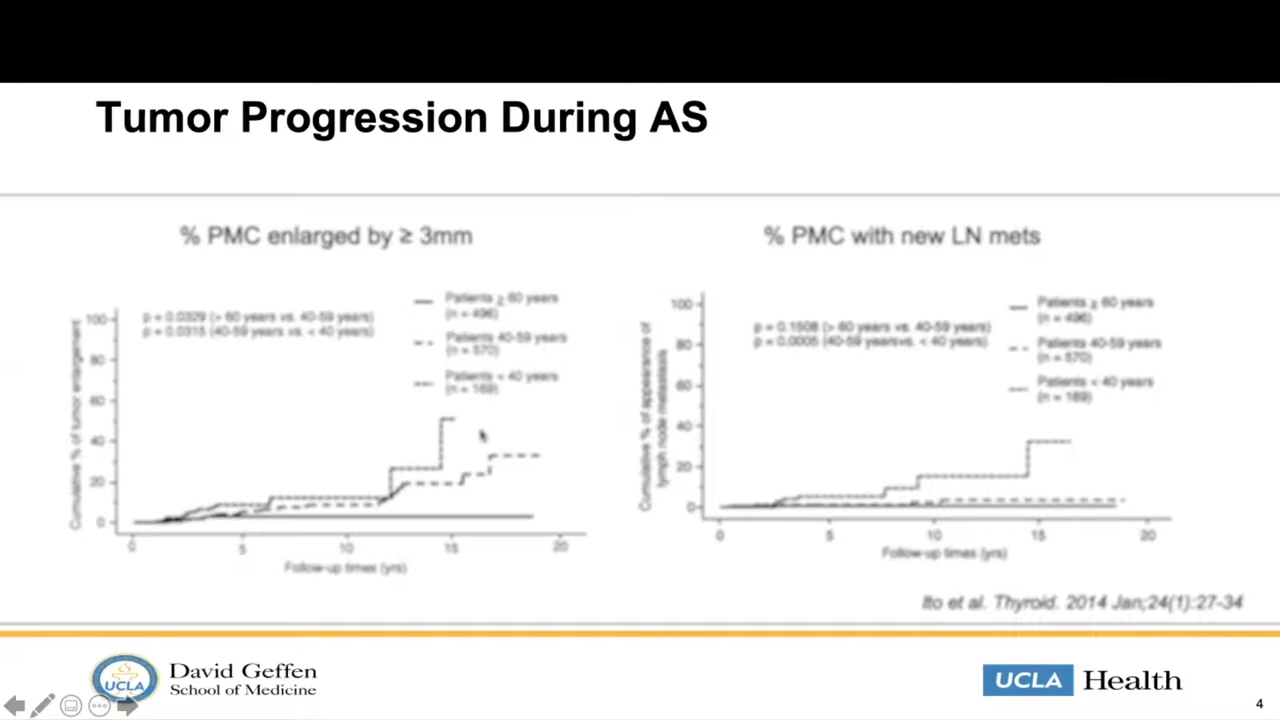 Tumor Progression During AS
% PMC enlarged by ≥ 3mm
Cumulative % of tumor enlargement
p = 0.0329 (> 60 years vs. 40-59 years)
p = 0.0315 (40-59 years vs. < 40 years)
Patients ≥ 60 years
(n = 496)
Patients 40-59 years
(n = 570)
Patients < 40 years
(n = 169)
100
80
60
40
20
0
0 5 10 15 20
Follow-up times (yrs)
% PMC with new LN mets
Cumulative % of appearance of
lymph node metastasis
p = 0.1508 (> 60 years vs. 40-59 years)
p = 0.0005 (40-59 yearsvs. < 40 years)
Patients ≥ 60 years
(n = 496)
Patients 40-59 years
(n = 570)
Patients < 40 years
(n = 169)
100
80
60
40
20
0
0 5 10 15 20
Follow-up times (yrs)
Ito et al. Thyroid. 2014 Jan;24(1):27-34
UCLA
David Geffen
School of Medicine
UCLA Health
4